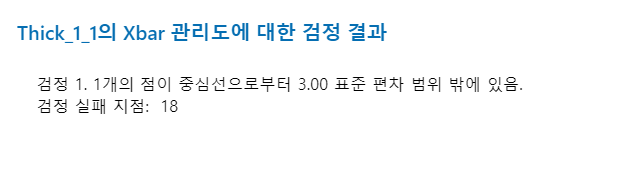 Thick_1_1의 Xbar 관리도에 대한 검정 결과
검정 1. 1개의 점이 중심선으로부터 3.00 표준 편차 범위 밖에 있음.
검정 실패 지점: 18